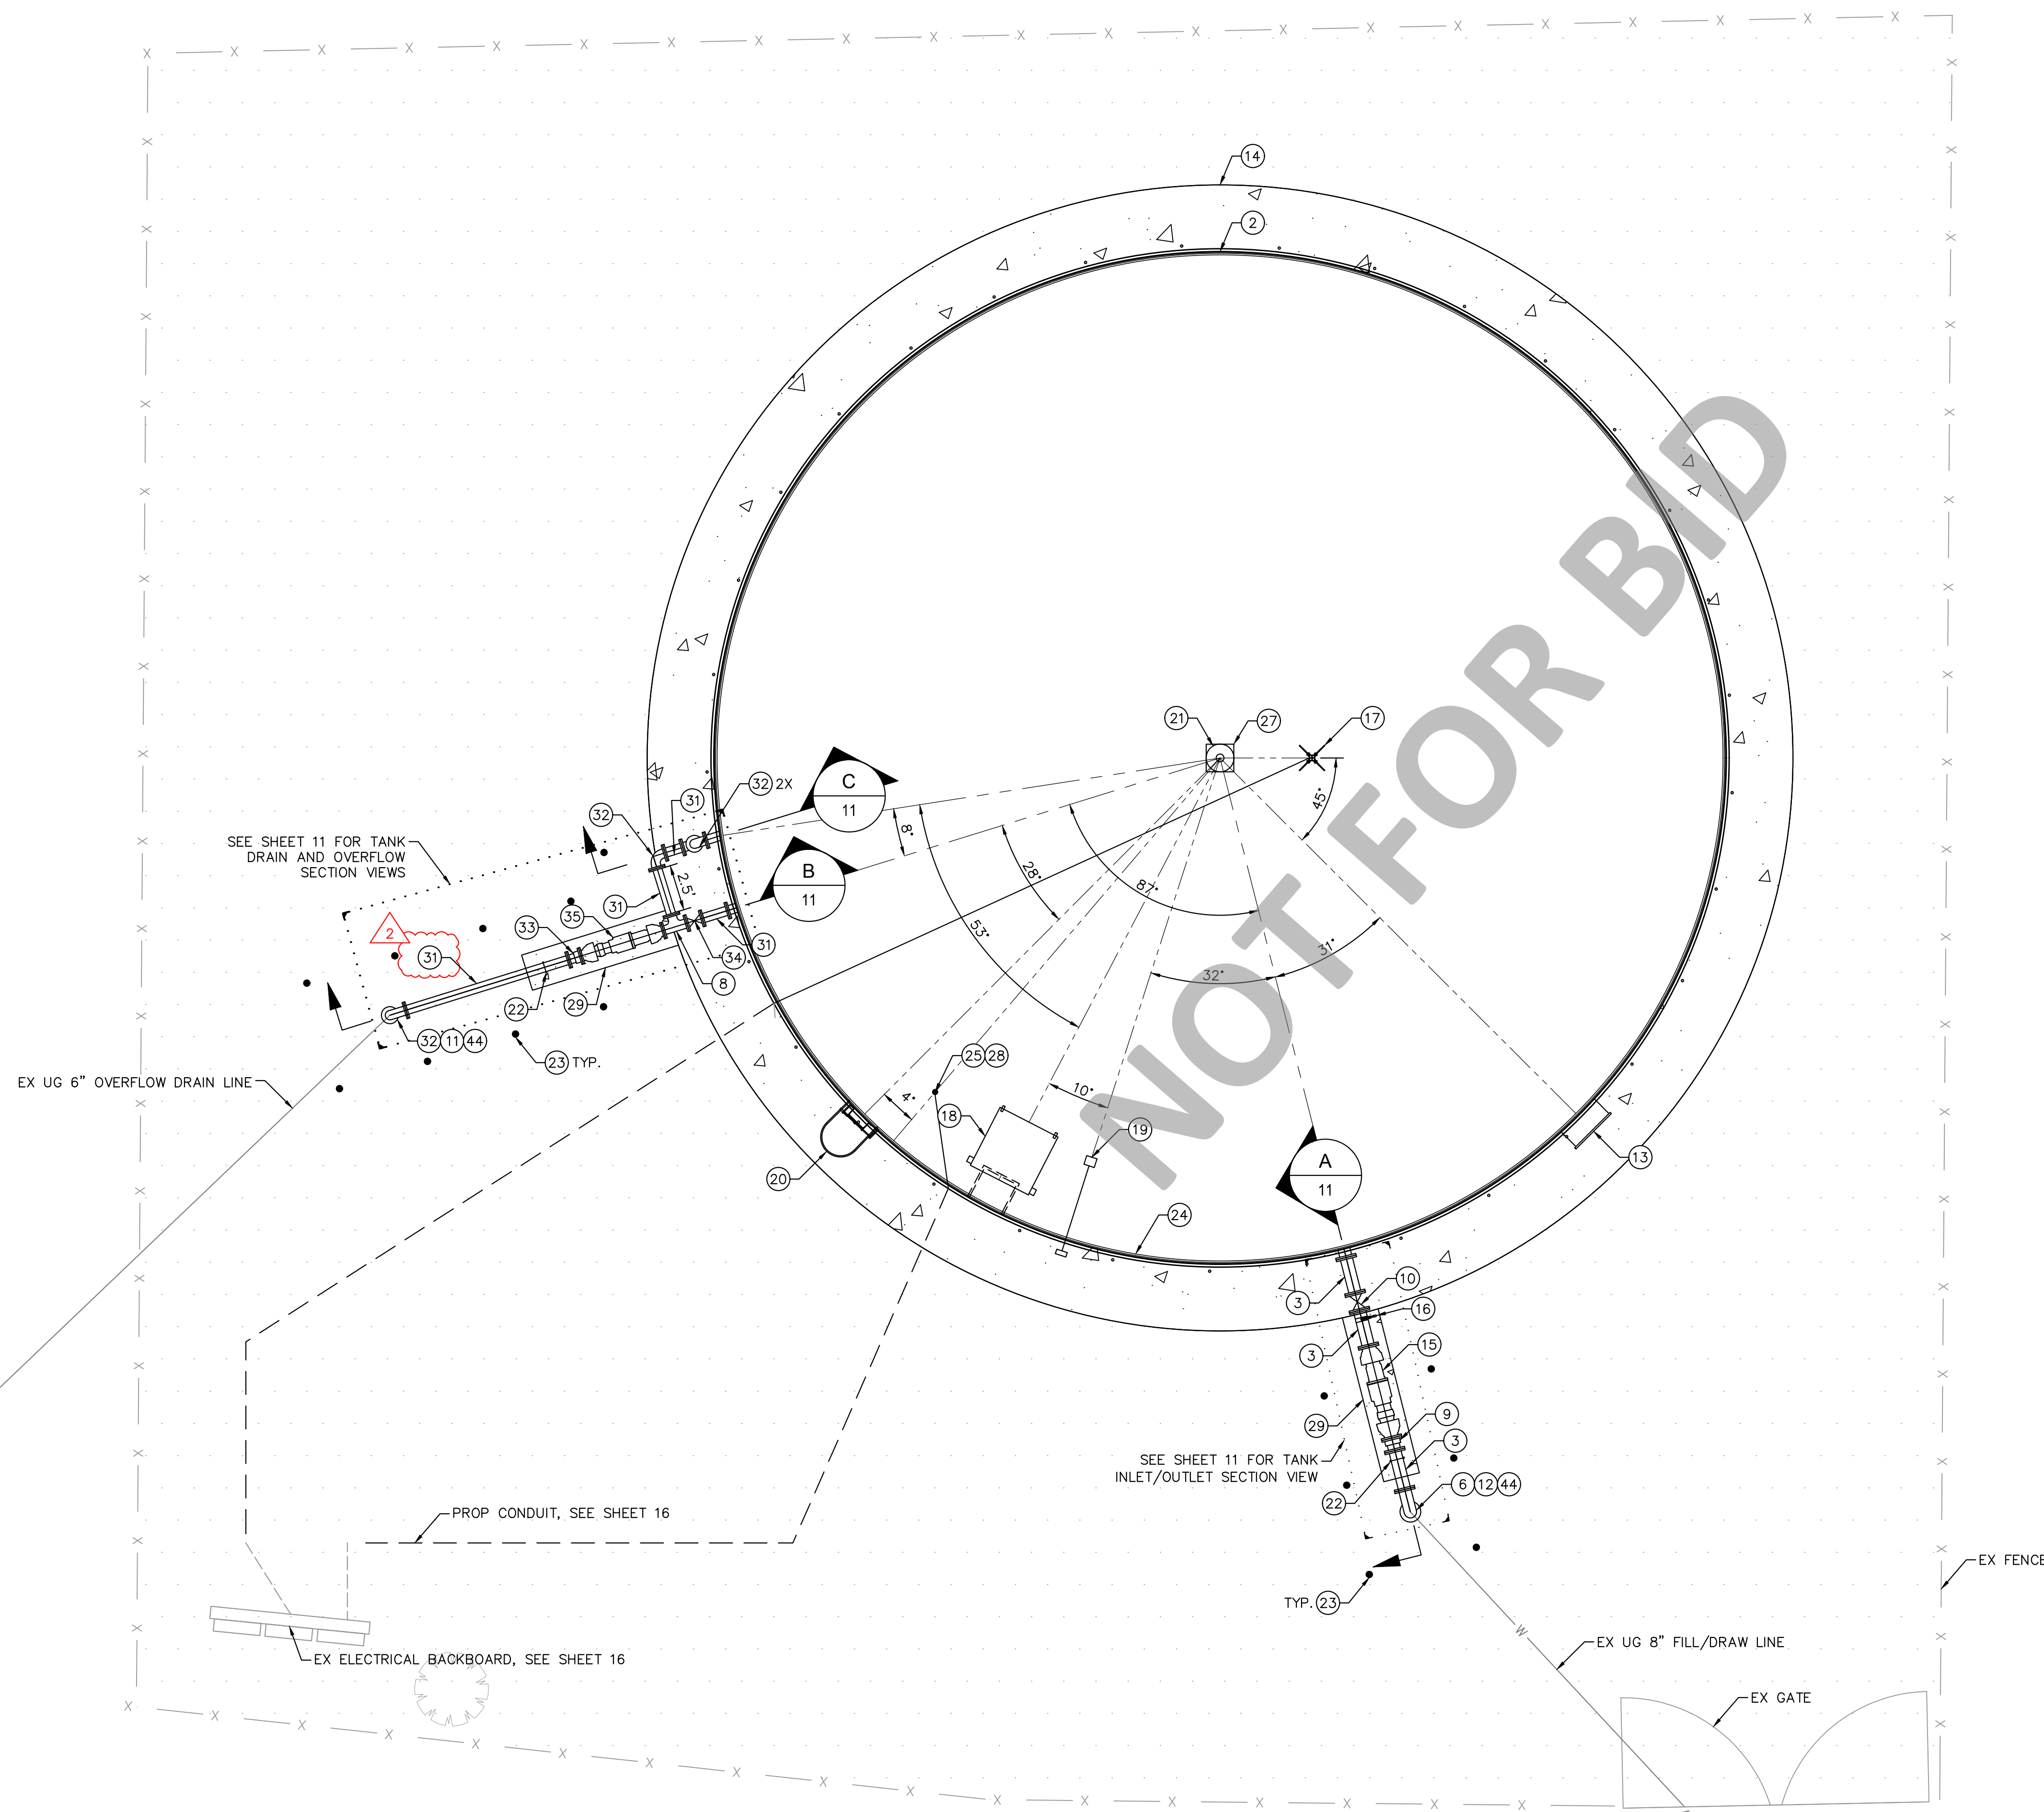 14
2
NOT FOR BID
21
27
17
45°
C
11
32 2X
31
32
8°
SEE SHEET 11 FOR TANK
DRAIN AND OVERFLOW
SECTION VIEWS
B
11
2.5'
28°
87°
31
35
33
53°
31°
2
31
34
31
32°
8
22
29
32 11 44
23 TYP.
25 28
EX UG 6" OVERFLOW DRAIN LINE
4°
10°
18
19
20
13
A
11
24
10
3
16
3
15
29
9
3
SEE SHEET 11 FOR TANK
INLET/OUTLET SECTION VIEW
22
6 12 44
PROP CONDUIT, SEE SHEET 16
EX FENCE
TYP. 23
W
EX UG 8" FILL/DRAW LINE
EX ELECTRICAL BACKBOARD, SEE SHEET 16
EX GATE